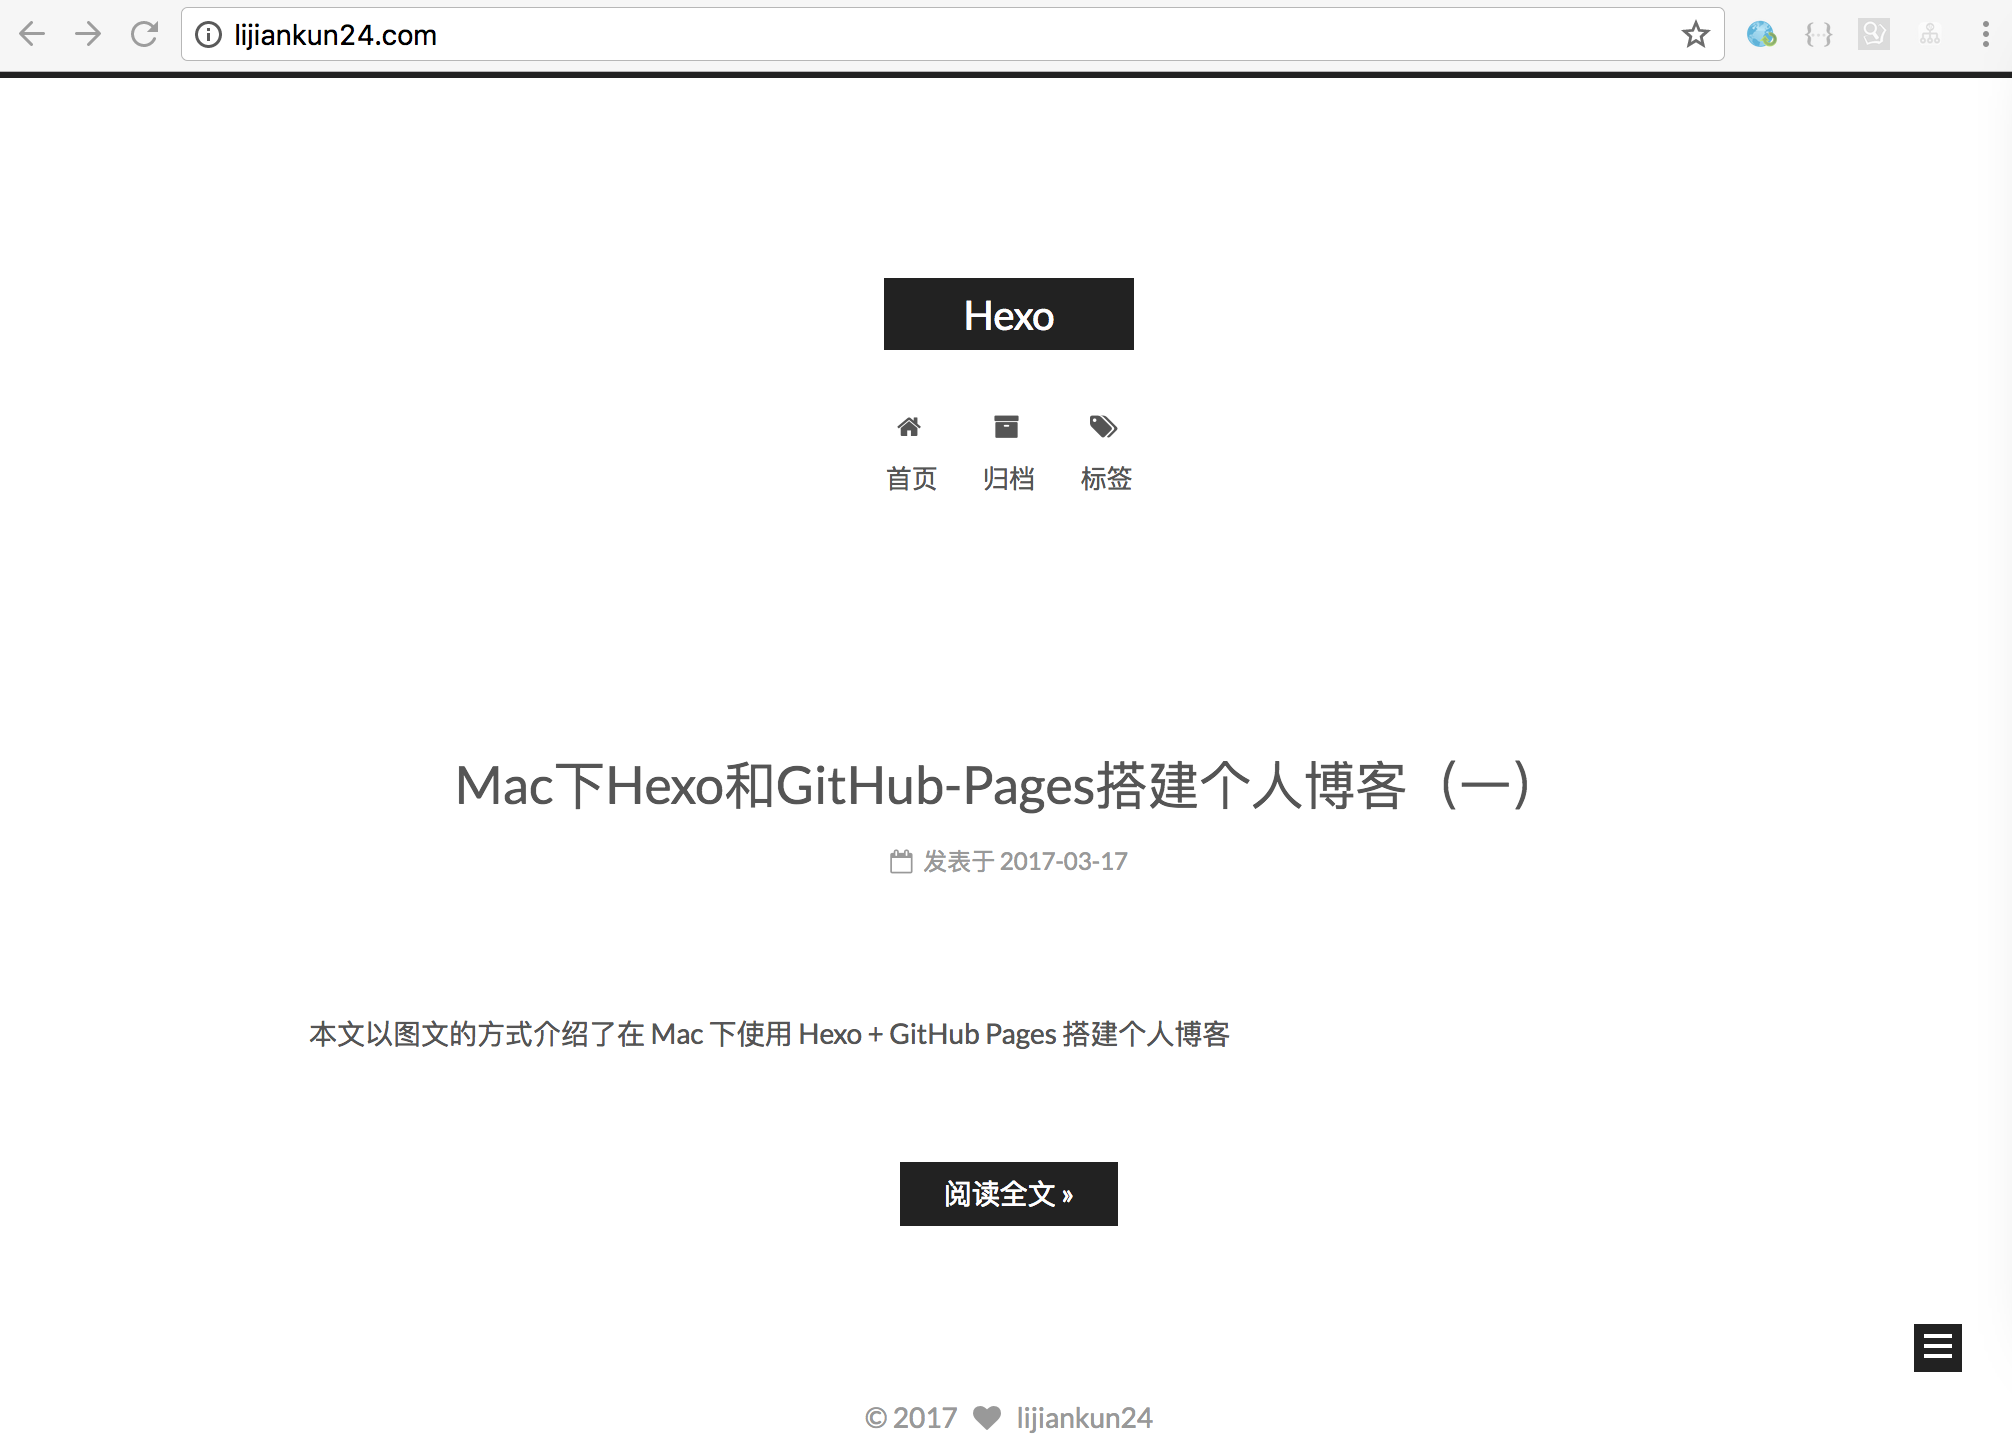 lijiankun24.com
Hexo
首页 归档 标签
Mac下Hexo和GitHub-Pages搭建个人博客（一）
发表于 2017-03-17
本文以图文的方式介绍了在 Mac 下使用 Hexo + GitHub Pages 搭建个人博客
阅读全文 »
© 2017 lijiankun24